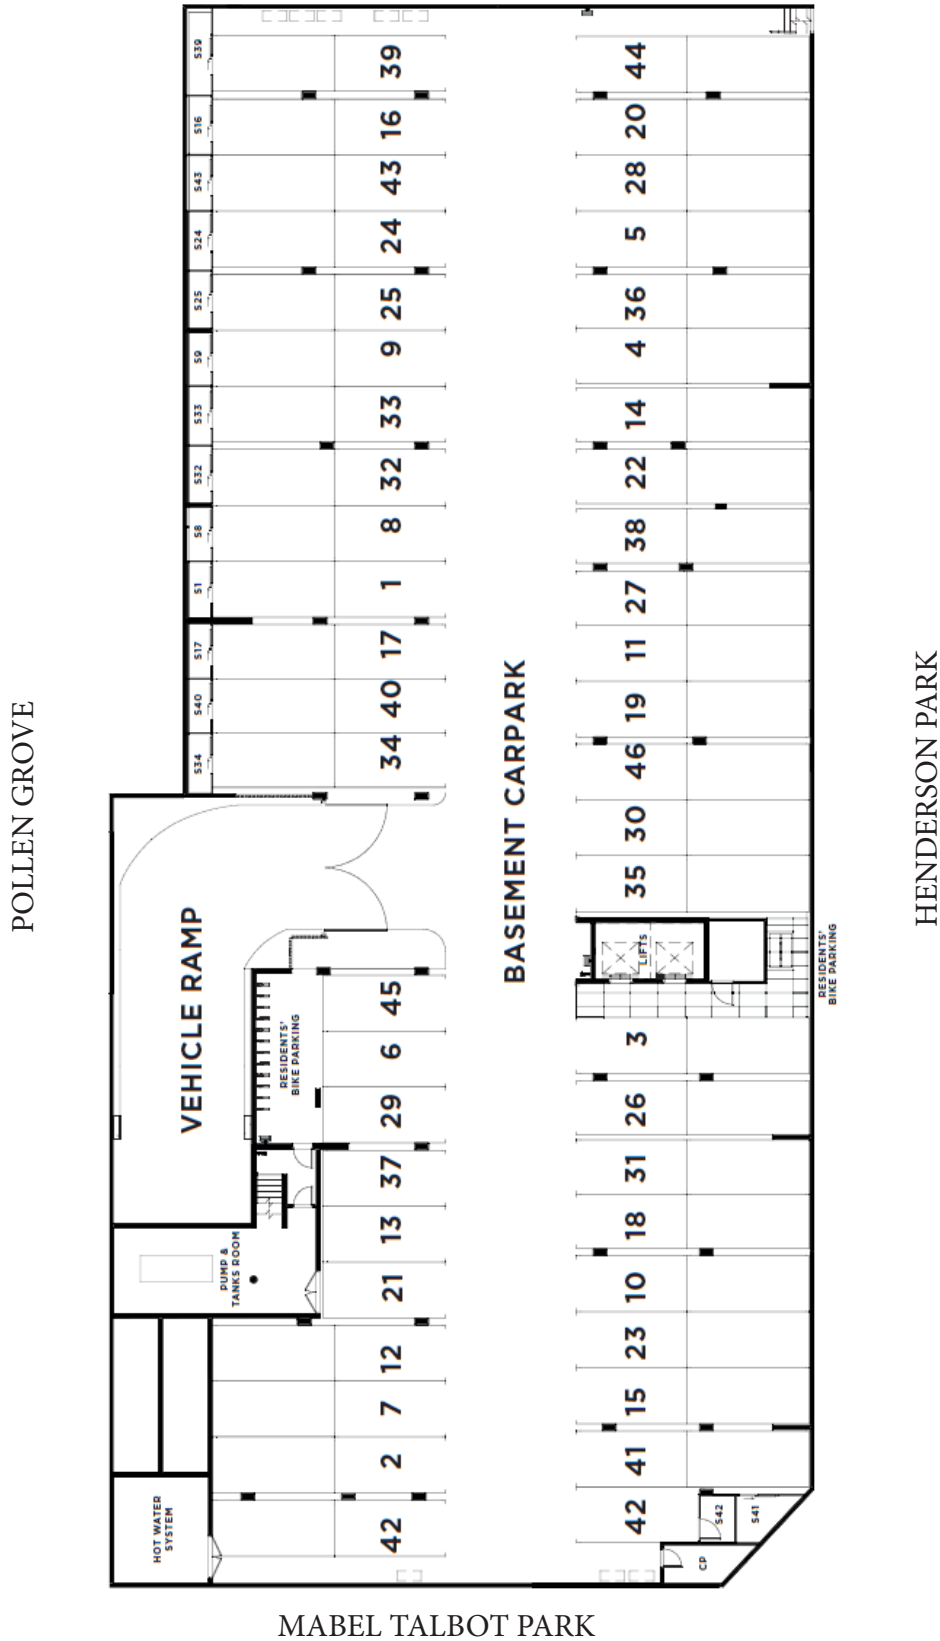 S39
39
44
S16
16
20
S43
43
28
S24
24
5
S25
25
36
S9
9
4
S33
33
14
S32
32
22
S8
8
38
S1
1
27
S17
17
11
S40
40
19
S34
34
46
30
35
POLLEN GROVE
VEHICLE RAMP
BASEMENT CARPARK
HENDERSON PARK
LIFTS
RESIDENTS'
BIKE PARKING
45
RESIDENTS'
BIKE PARKING
6
3
29
26
37
31
13
18
PUMP &
TANKS ROOM
21
10
12
23
7
15
2
41
HOT WATER
SYSTEM
42
42
S42
S41
CP
MABEL TALBOT PARK